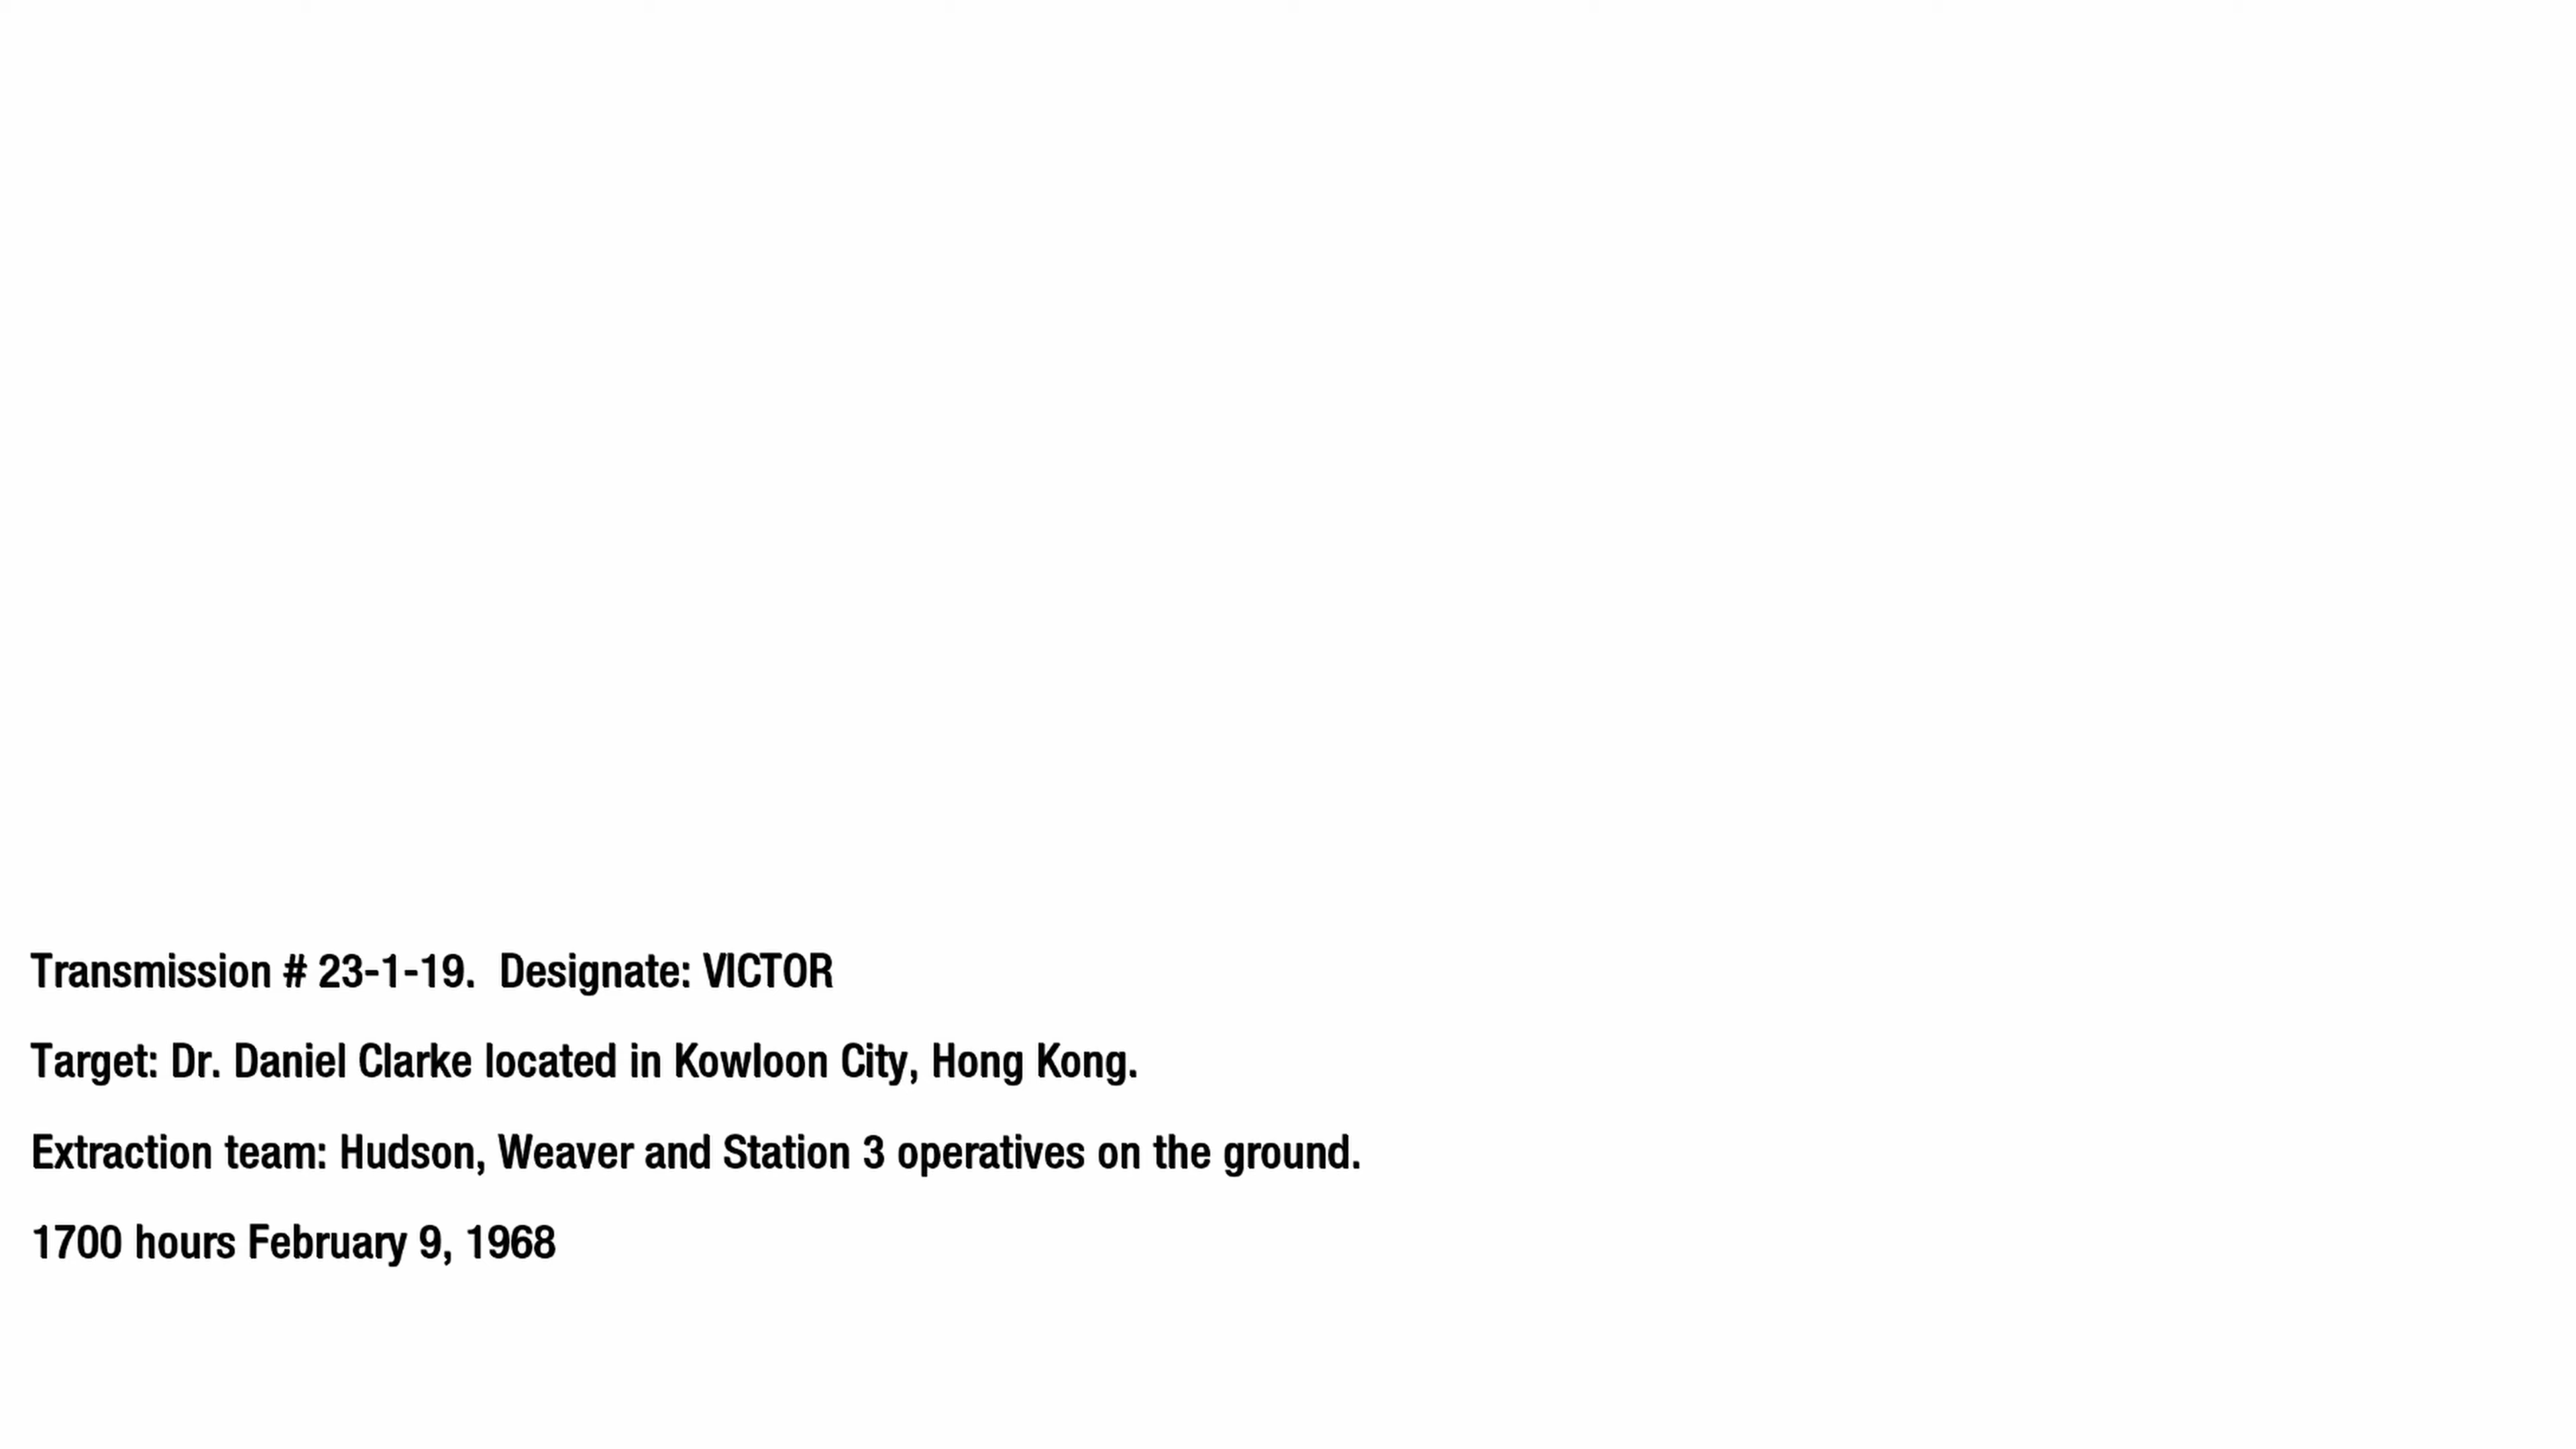 Transmission # 23-1-19.  Designate: VICTOR
Target: Dr. Daniel Clarke located in Kowloon City, Hong Kong.
Extraction team: Hudson, Weaver and Station 3 operatives on the ground.
1700 hours February 9, 1968